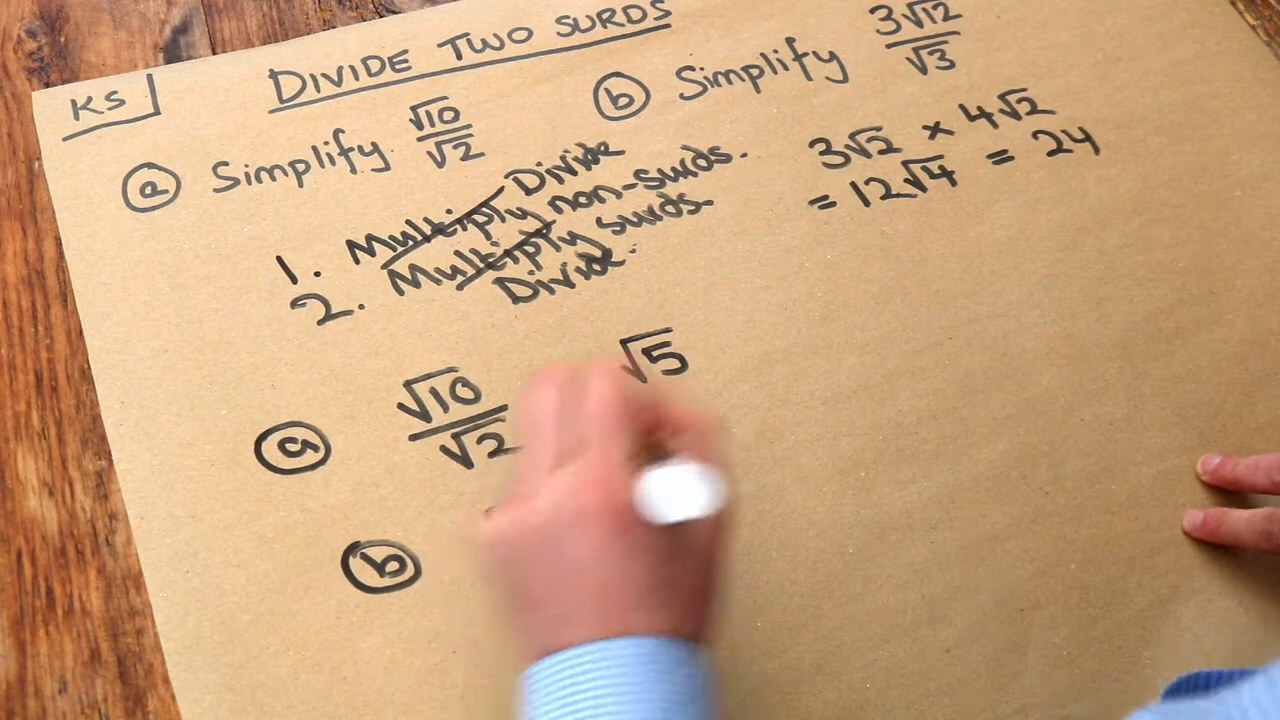 KS
DIVIDE TWO SURDS
ⓐ Simplify √10/√2
ⓑ Simplify 3√12/√3
1. Multiply Divide non-surds.
2. Multiply surds.
Divide.
3√2 × 4√2
= 12√4 = 24
ⓐ √10/√2 √5
ⓑ